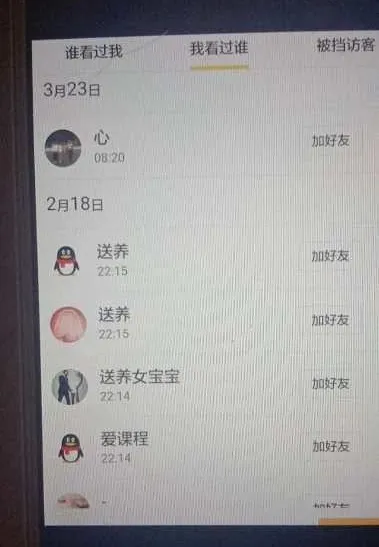 谁看过我 我看过谁 被挡访客
3月23日
心 加好友
08:20
2月18日
送养 加好友
22:15
送养 加好友
22:15
送养女宝宝 加好友
22:14
爱课程 加好友
22:14
- 加好友